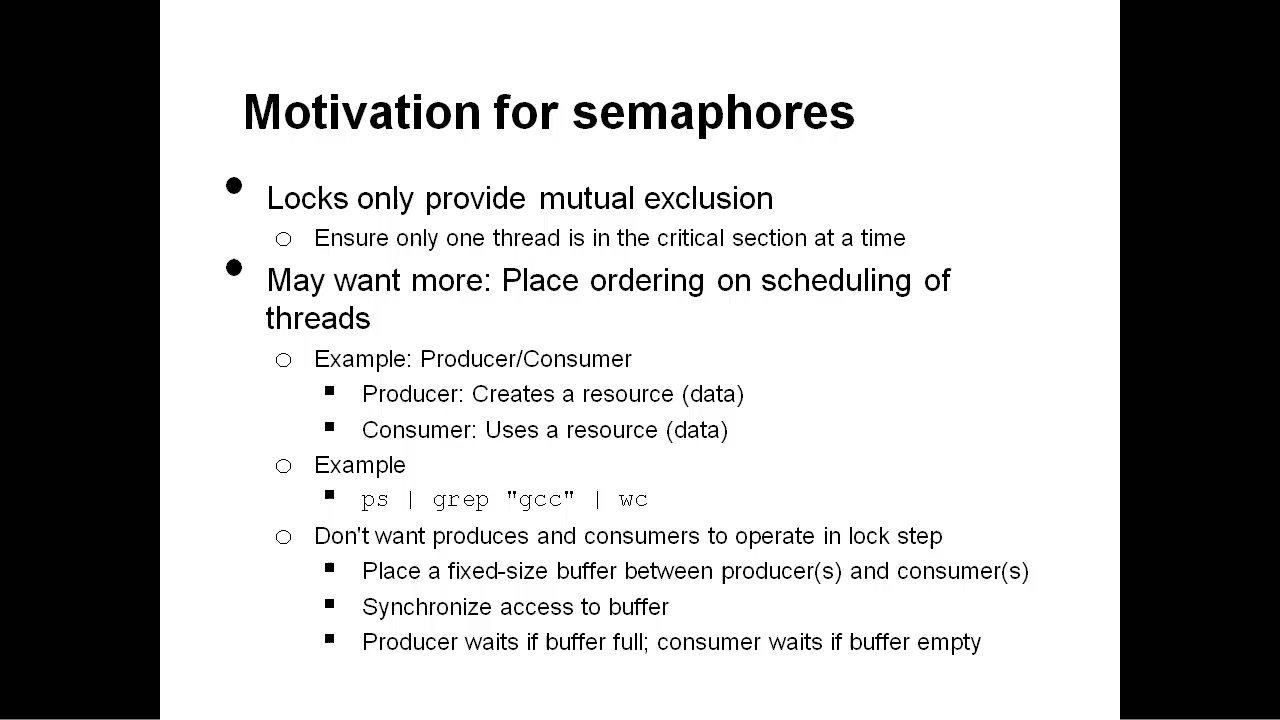 Motivation for semaphores
Locks only provide mutual exclusion
Ensure only one thread is in the critical section at a time
May want more: Place ordering on scheduling of
threads
Example: Producer/Consumer
Producer: Creates a resource (data)
Consumer: Uses a resource (data)
Example
ps | grep "gcc" | wc
Don't want produces and consumers to operate in lock step
Place a fixed-size buffer between producer(s) and consumer(s)
Synchronize access to buffer
Producer waits if buffer full; consumer waits if buffer empty